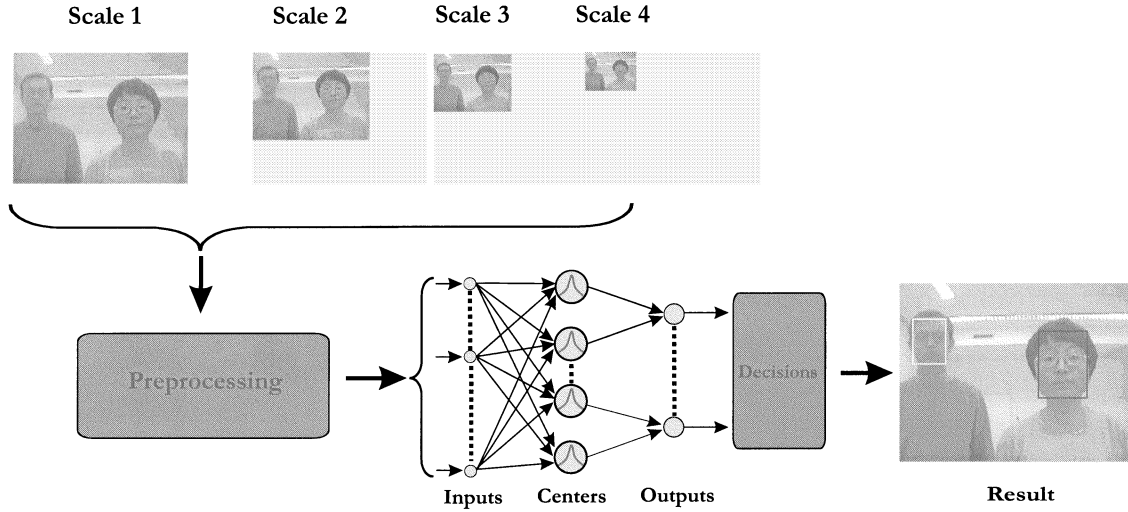 Scale 1
Scale 2
Scale 3
Scale 4
Preprocessing
Decisions
Inputs
Centers
Outputs
Result